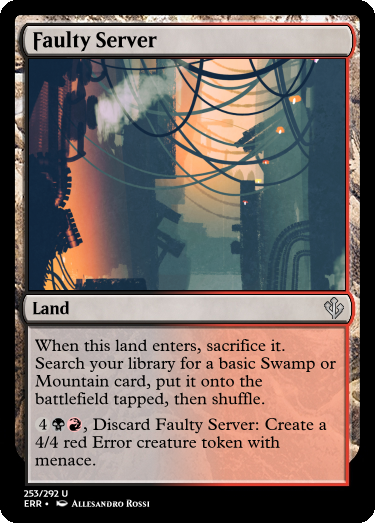 Faulty Server
Land
When this land enters, sacrifice it.
Search your library for a basic Swamp or
Mountain card, put it onto the
battlefield tapped, then shuffle.
4, Discard Faulty Server: Create a
4/4 red Error creature token with
menace.
253/292 U
ERR • Allesandro Rossi